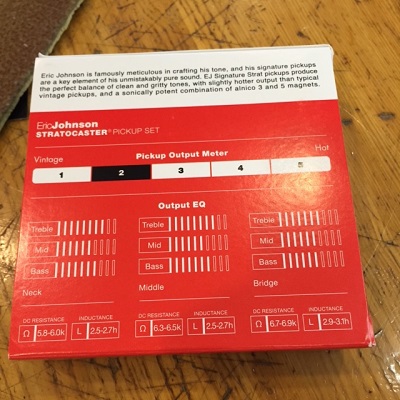 Eric Johnson is famously meticulous in crafting his tone, and his signature pickups
are a key element of his unmistakably pure sound. EJ Signature Strat pickups produce
the perfect balance of clean and gritty tones, with slightly hotter output than typical
vintage pickups, and a sonically potent combination of alnico 3 and 5 magnets.
EricJohnson
STRATOCASTER® PICKUP SET
Vintage Pickup Output Meter Hot
1 2 3 4 5
Output EQ
Treble Treble Treble
Mid Mid Mid
Bass Bass Bass
Neck Middle Bridge
DC RESISTANCE INDUCTANCE DC RESISTANCE INDUCTANCE DC RESISTANCE INDUCTANCE
Ω 5.8-6.0k L 2.5-2.7h Ω 6.3-6.5k L 2.5-2.7h Ω 6.7-6.9k L 2.9-3.1h